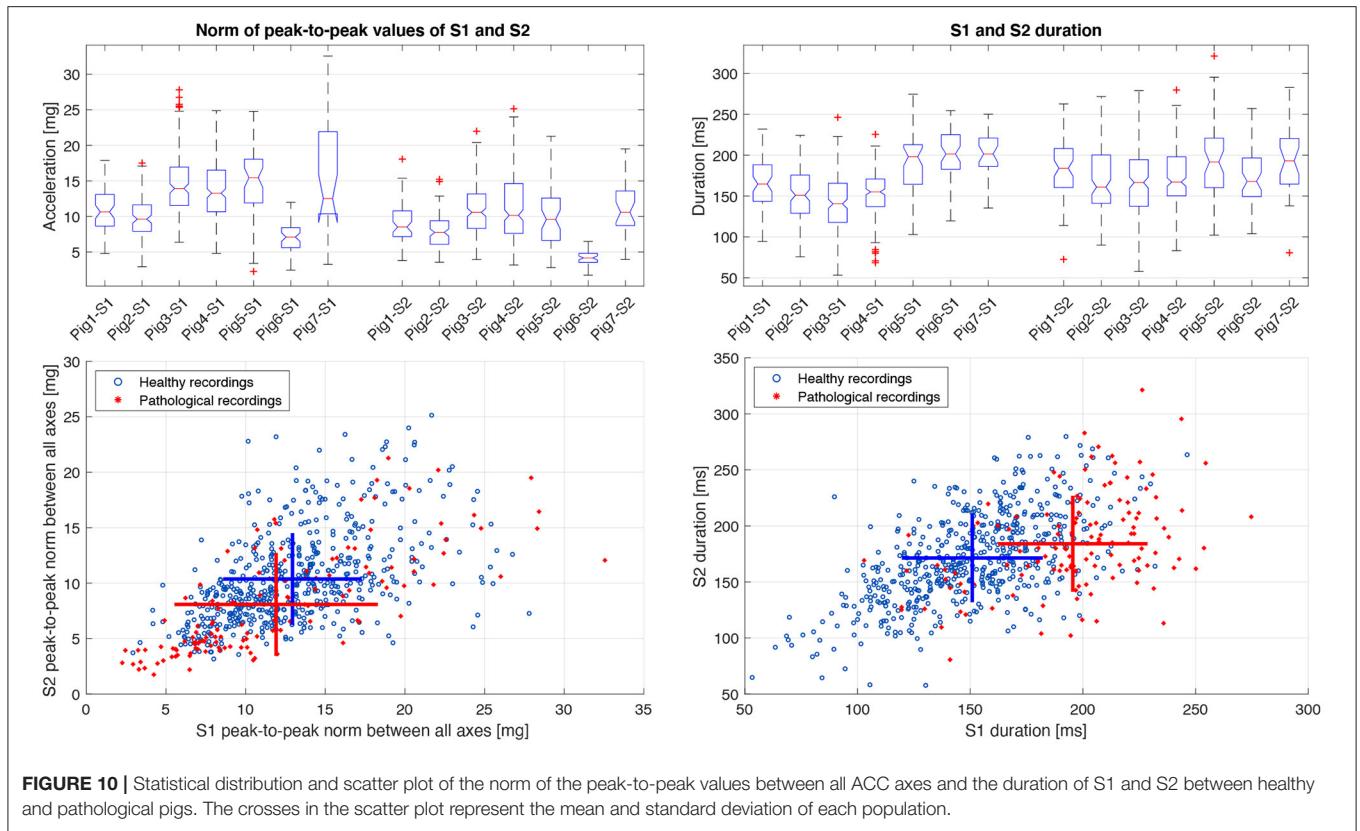 Norm of peak-to-peak values of S1 and S2
Acceleration [mg]
30
25
20
15
10
5
Pig1-S1
Pig2-S1
Pig3-S1
Pig4-S1
Pig5-S1
Pig6-S1
Pig7-S1
Pig1-S2
Pig2-S2
Pig3-S2
Pig4-S2
Pig5-S2
Pig6-S2
Pig7-S2
S1 and S2 duration
Duration [ms]
300
250
200
150
100
50
Pig1-S1
Pig2-S1
Pig3-S1
Pig4-S1
Pig5-S1
Pig6-S1
Pig7-S1
Pig1-S2
Pig2-S2
Pig3-S2
Pig4-S2
Pig5-S2
Pig6-S2
Pig7-S2
Healthy recordings
Pathological recordings
S2 peak-to-peak norm between all axes [mg]
30
25
20
15
10
5
0
0 5 10 15 20 25 30 35
S1 peak-to-peak norm between all axes [mg]
Healthy recordings
Pathological recordings
S2 duration [ms]
350
300
250
200
150
100
50
50 100 150 200 250 300
S1 duration [ms]
FIGURE 10 | Statistical distribution and scatter plot of the norm of the peak-to-peak values between all ACC axes and the duration of S1 and S2 between healthy
and pathological pigs. The crosses in the scatter plot represent the mean and standard deviation of each population.